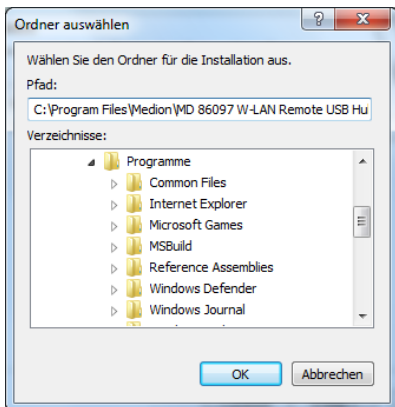 Ordner auswählen
Wählen Sie den Ordner für die Installation aus.
Pfad:
C:\Program Files\Medion\MD 86097 W-LAN Remote USB Hu
Verzeichnisse:
Programme
Common Files
Internet Explorer
Microsoft Games
MSBuild
Reference Assemblies
Windows Defender
Windows Journal
OK Abbrechen